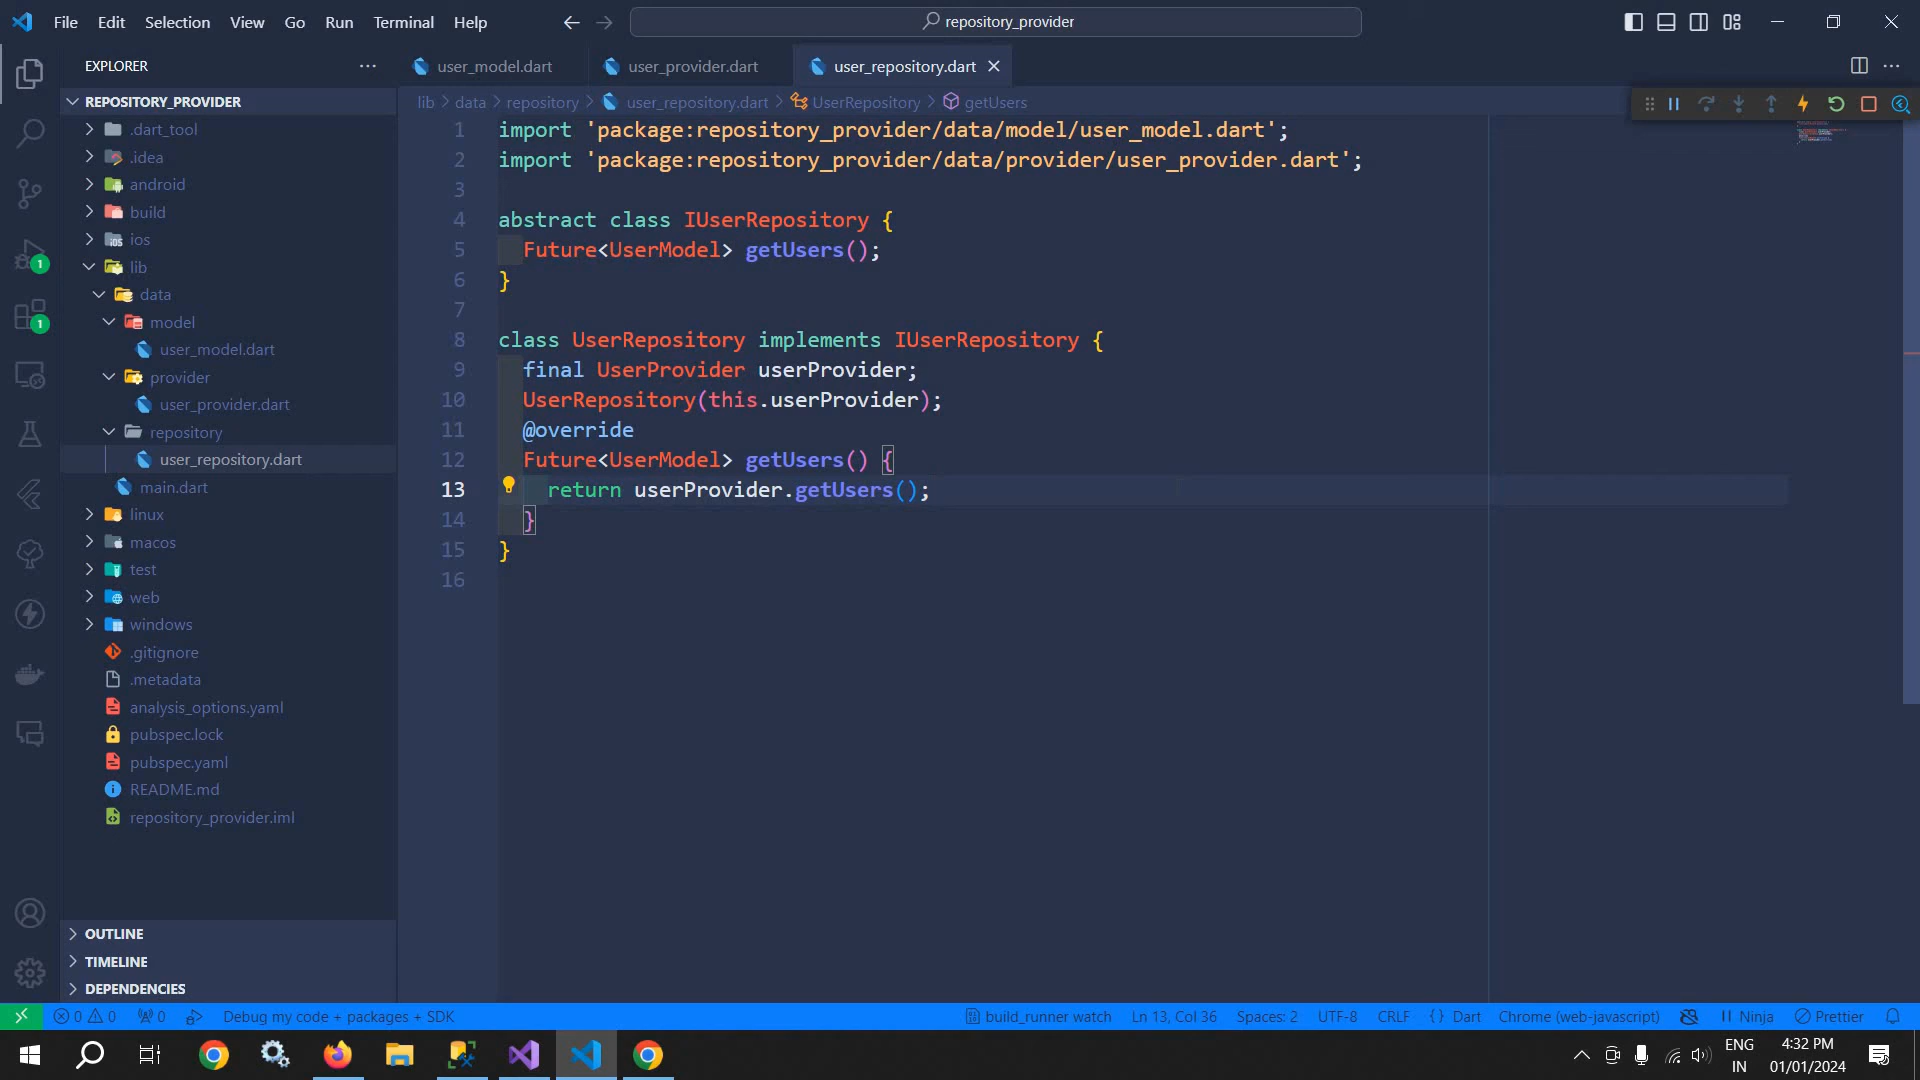 File Edit Selection View Go Run Terminal Help
repository_provider
EXPLORER
REPOSITORY_PROVIDER
.dart_tool
.idea
android
build
ios
lib
data
model
user_model.dart
provider
user_provider.dart
repository
user_repository.dart
main.dart
linux
macos
test
web
windows
.gitignore
.metadata
analysis_options.yaml
pubspec.lock
pubspec.yaml
README.md
repository_provider.iml
OUTLINE
TIMELINE
DEPENDENCIES
1
1
user_model.dart user_provider.dart user_repository.dart
lib > data > repository > user_repository.dart > UserRepository > getUsers
1 import 'package:repository_provider/data/model/user_model.dart';
2 import 'package:repository_provider/data/provider/user_provider.dart';
3
4 abstract class IUserRepository {
5 Future<UserModel> getUsers();
6 }
7
8 class UserRepository implements IUserRepository {
9 final UserProvider userProvider;
10 UserRepository(this.userProvider);
11 @override
12 Future<UserModel> getUsers() {
13 return userProvider.getUsers();
14 }
15 }
16
0 0 0 Debug my code + packages + SDK build_runner watch Ln 13, Col 36 Spaces: 2 UTF-8 CRLF {} Dart Chrome (web-javascript) Ninja Prettier
ENG
IN
4:32 PM
01/01/2024